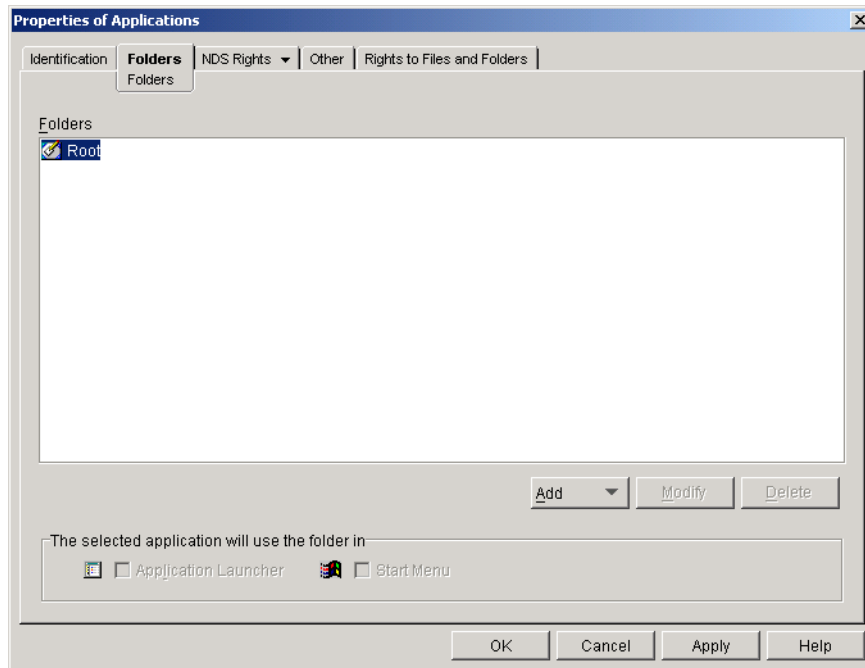 Properties of Applications
Identification Folders NDS Rights Other Rights to Files and Folders
Folders
Folders
Root
Add Modify Delete
The selected application will use the folder in
Application Launcher Start Menu
OK Cancel Apply Help